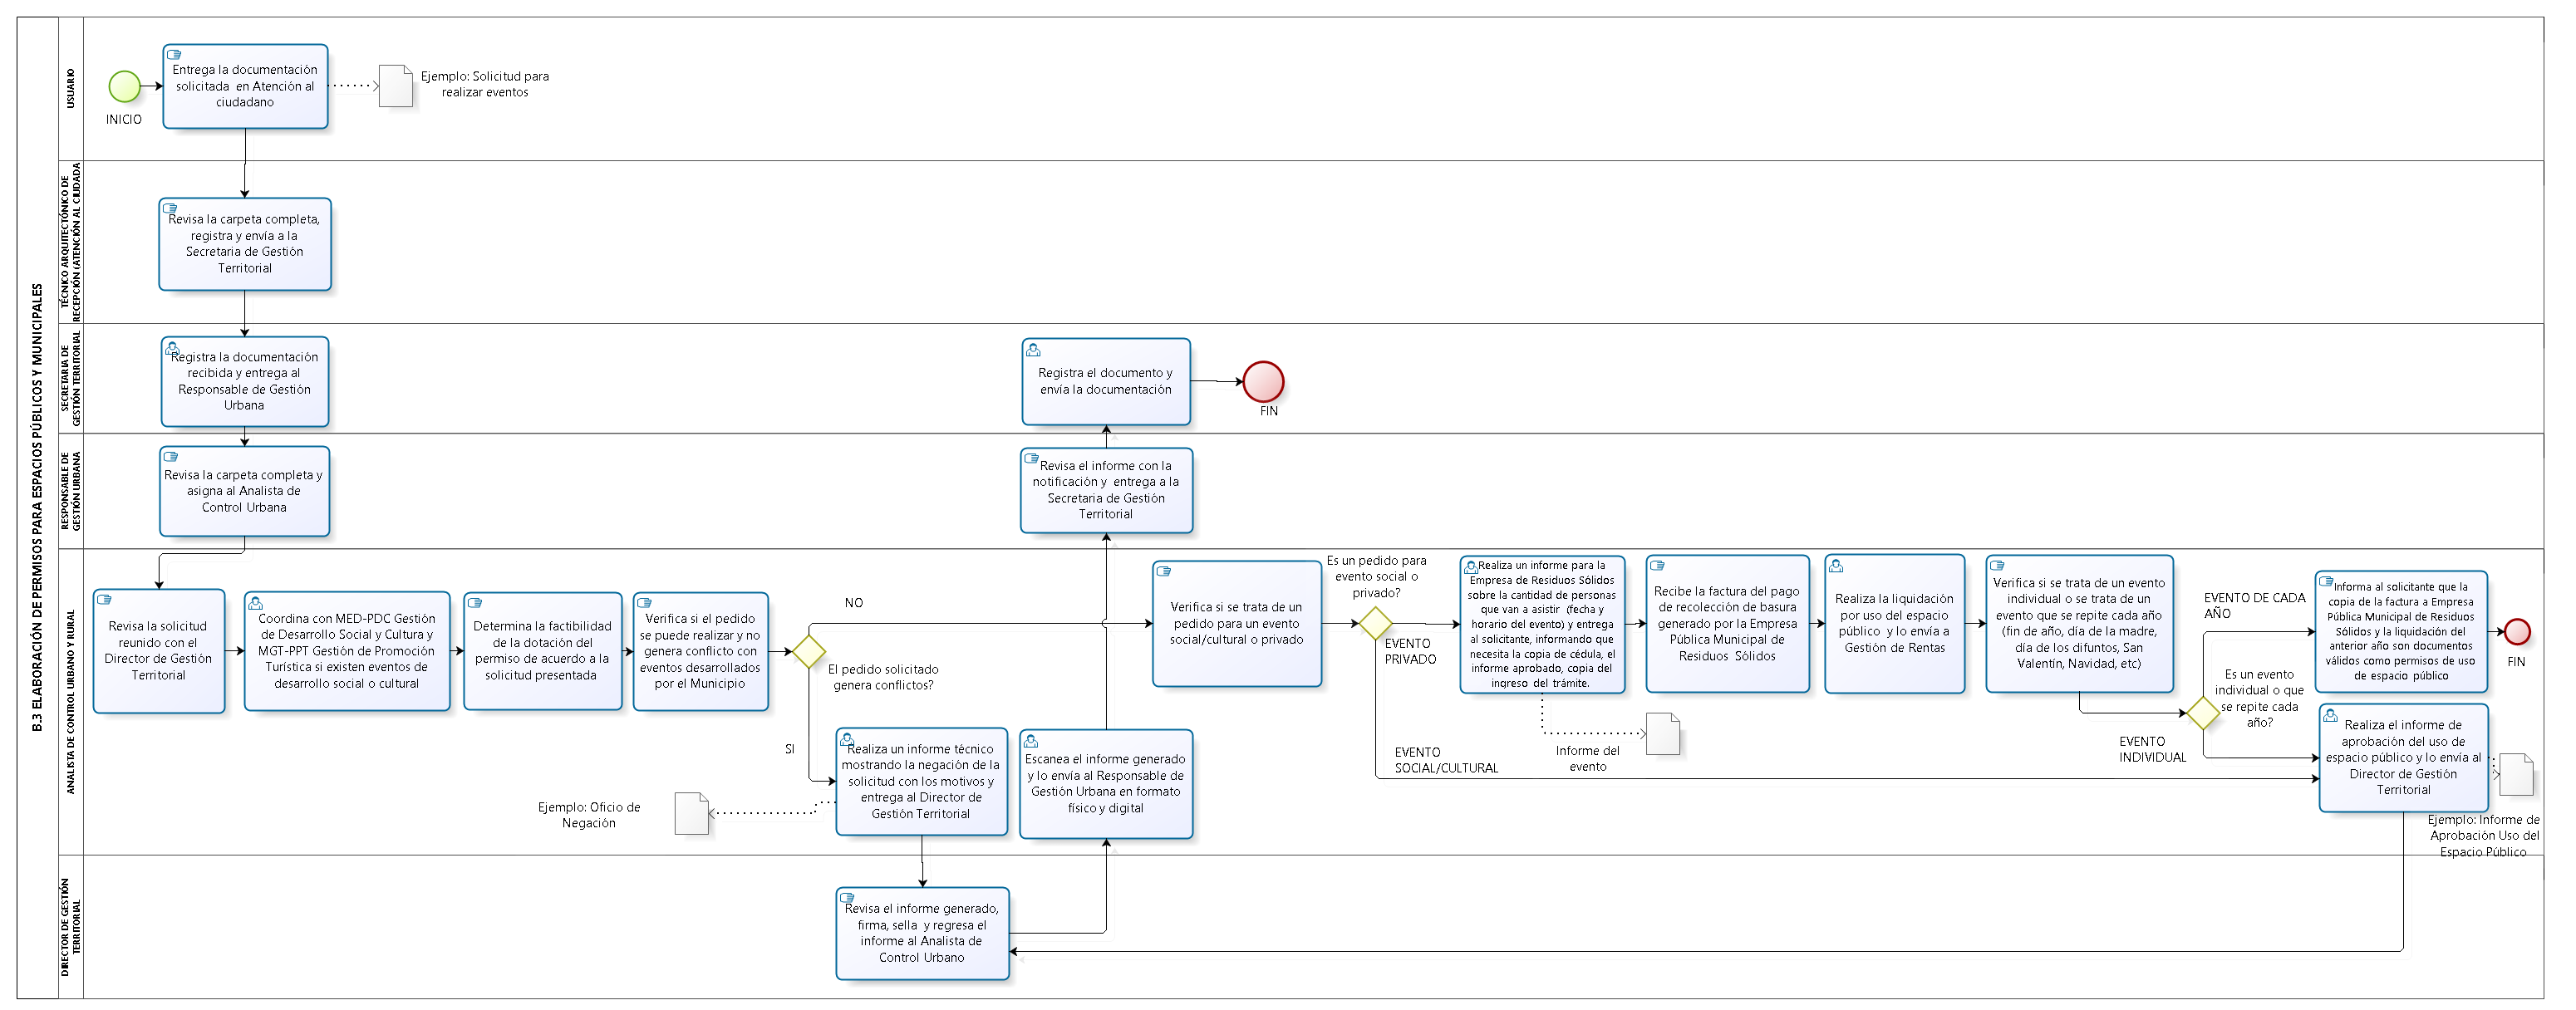 B.3 ELABORACIÓN DE PERMISOS PARA ESPACIOS PÚBLICOS Y MUNICIPALES
USUARIO
INICIO
Entrega la documentación
solicitada en Atención al
ciudadano
Ejemplo: Solicitud para
realizar eventos
TÉCNICO ARQUITECTÓNICO DE
RECEPCIÓN (ATENCIÓN AL CIUDADA
Revisa la carpeta completa,
registra y envía a la
Secretaria de Gestión
Territorial
SECRETARIA DE
GESTIÓN TERRITORIAL
Registra la documentación
recibida y entrega al
Responsable de Gestión
Urbana
Registra el documento y
envía la documentación
FIN
RESPONSABLE DE
GESTIÓN URBANA
Revisa la carpeta completa y
asigna al Analista de
Control Urbana
Revisa el informe con la
notificación y entrega a la
Secretaria de Gestión
Territorial
ANALISTA DE CONTROL URBANO Y RURAL
Revisa la solicitud
reunido con el
Director de Gestión
Territorial
Coordina con MED-PDC Gestión
de Desarrollo Social y Cultura y
MGT-PPT Gestión de Promoción
Turística si existen eventos de
desarrollo social o cultural
Determina la factibilidad
de la dotación del
permiso de acuerdo a la
solicitud presentada
Verifica si el pedido
se puede realizar y no
genera conflicto con
eventos desarrollados
por el Municipio
NO
El pedido solicitado
genera conflictos?
SI
Realiza un informe técnico
mostrando la negación de la
solicitud con los motivos y
entrega al Director de
Gestión Territorial
Ejemplo: Oficio de
Negación
Escanea el informe generado
y lo envía al Responsable de
Gestión Urbana en formato
físico y digital
Verifica si se trata de un
pedido para un evento
social/cultural o privado
Es un pedido para
evento social o
privado?
EVENTO
PRIVADO
EVENTO
SOCIAL/CULTURAL
Realiza un informe para la
Empresa de Residuos Sólidos
sobre la cantidad de personas
que van a asistir (fecha y
horario del evento) y entrega
al solicitante, informando que
necesita la copia de cédula, el
informe aprobado, copia del
ingreso del trámite.
Informe del
evento
Recibe la factura del pago
de recolección de basura
generado por la Empresa
Pública Municipal de
Residuos Sólidos
Realiza la liquidación
por uso del espacio
público y lo envía a
Gestión de Rentas
Verifica si se trata de un evento
individual o se trata de un
evento que se repite cada año
(fin de año, día de la madre,
día de los difuntos, San
Valentín, Navidad, etc)
EVENTO DE CADA
AÑO
Es un evento
individual o que
se repite cada
año?
EVENTO
INDIVIDUAL
Informa al solicitante que la
copia de la factura a Empresa
Pública Municipal de Residuos
Sólidos y la liquidación del
anterior año son documentos
válidos como permisos de uso
de espacio público
FIN
Realiza el informe de
aprobación del uso de
espacio público y lo envía al
Director de Gestión
Territorial
Ejemplo: Informe de
Aprobación Uso del
Espacio Público
DIRECTOR DE GESTIÓN
TERRITORIAL
Revisa el informe generado,
firma, sella y regresa el
informe al Analista de
Control Urbano